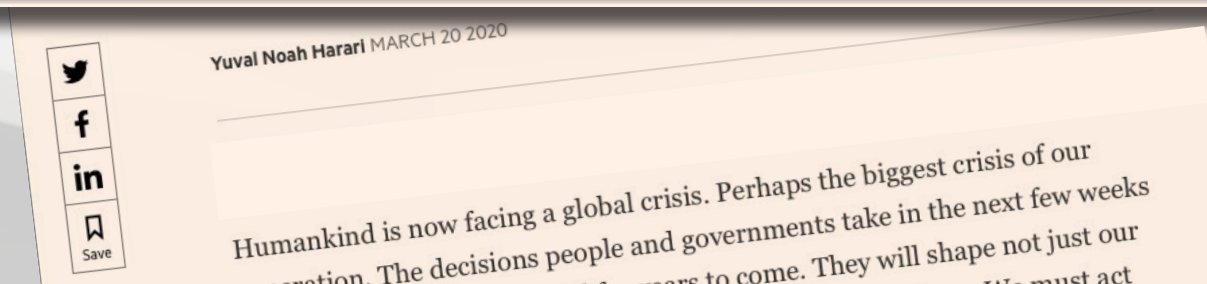 Yuval Noah Harari MARCH 20 2020
Save
Humankind is now facing a global crisis. Perhaps the biggest crisis of our
The decisions people and governments take in the next few weeks
to come. They will shape not just our
must act